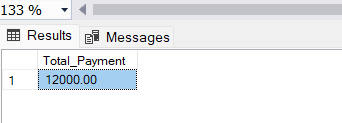 133 %
Results Messages
Total_Payment
1 12000.00